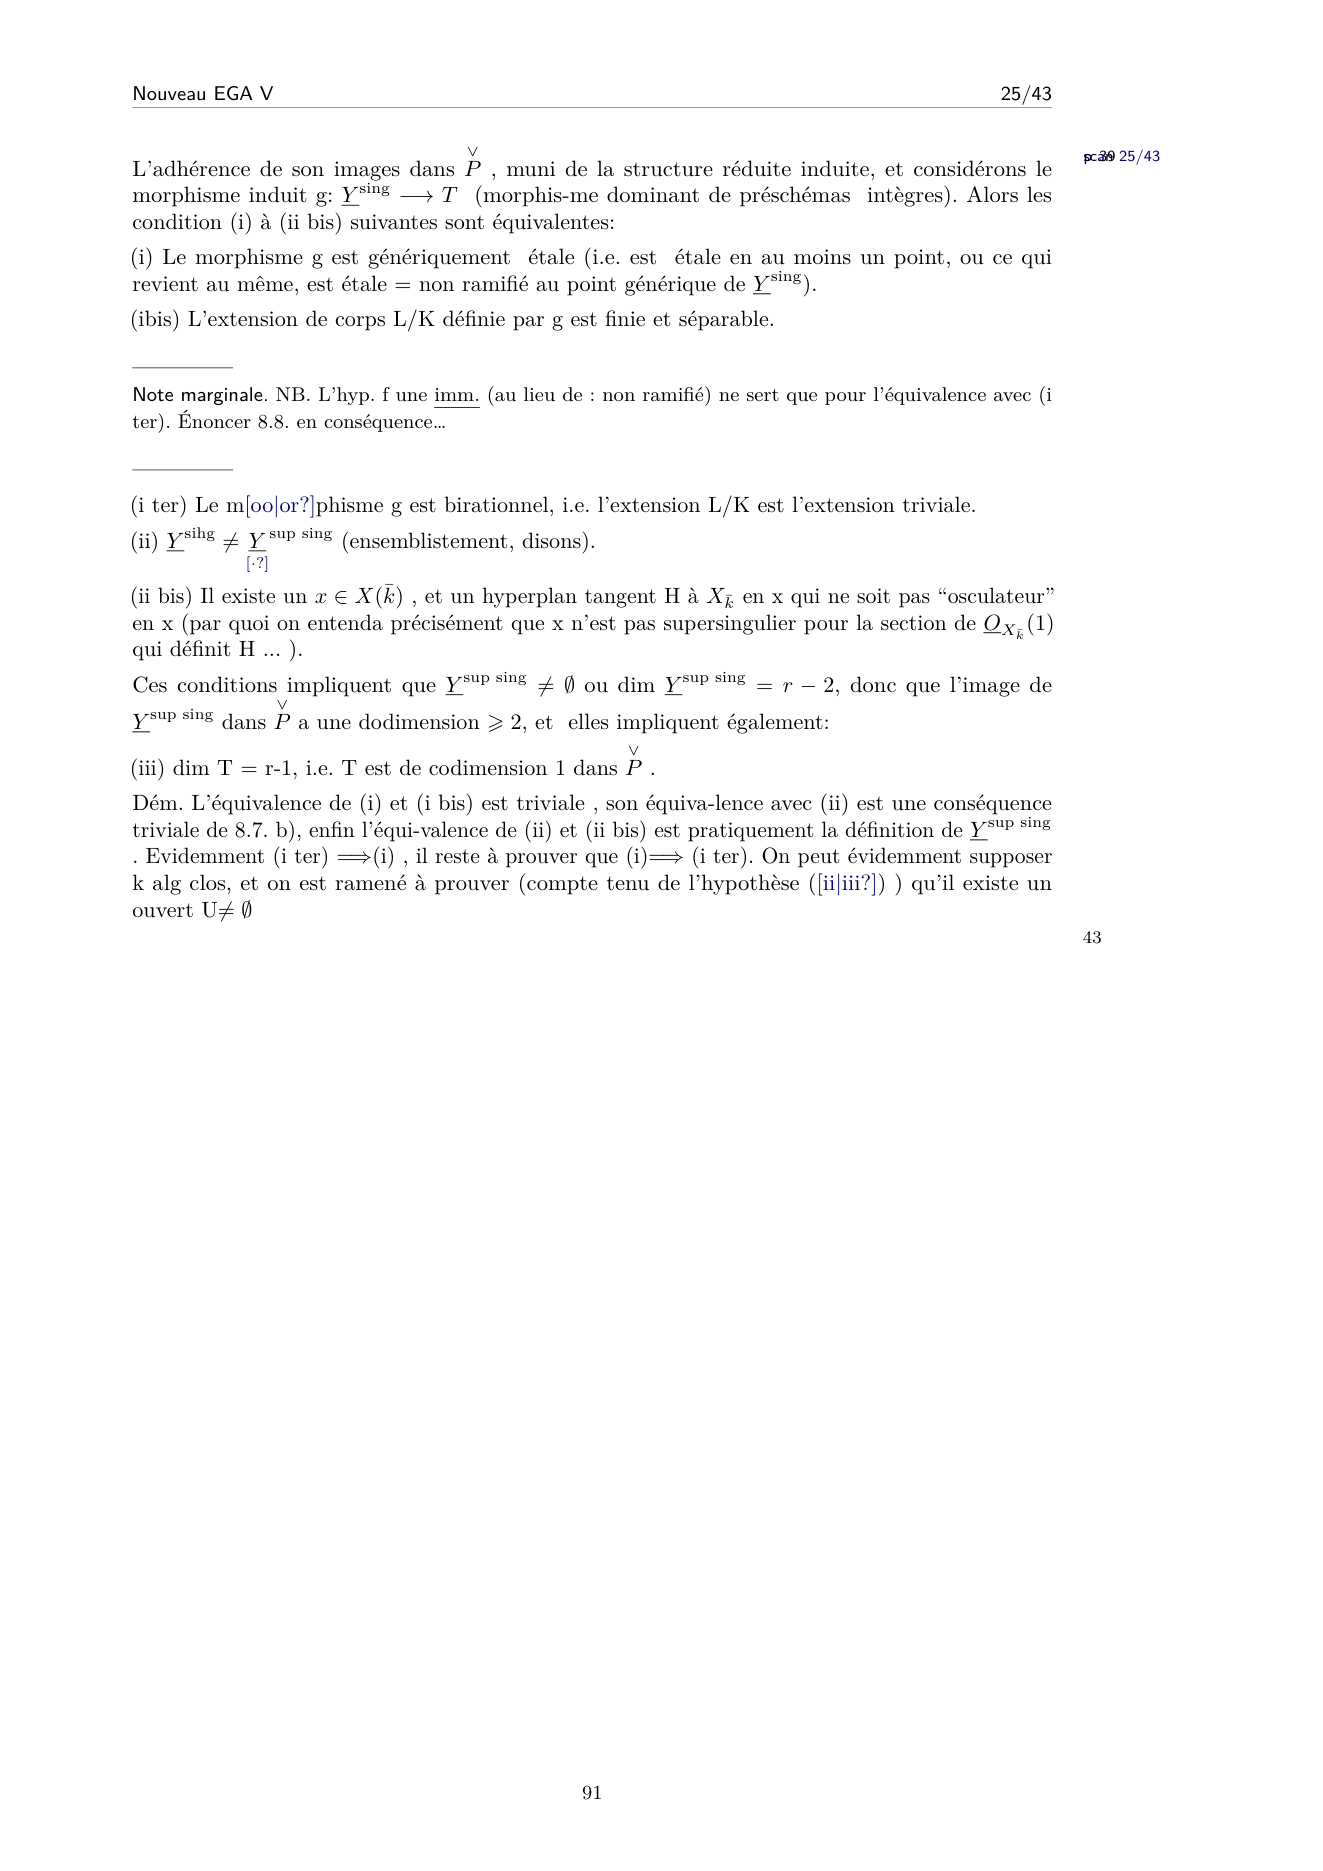 Nouveau EGA V 25/43
L'adhérence de son images dans P̌ , muni de la structure réduite induite, et considérons le
morphisme induit g: Y̲^sing ⟶ T (morphis-me dominant de préschémas intègres). Alors les
condition (i) à (ii bis) suivantes sont équivalentes:
(i) Le morphisme g est génériquement étale (i.e. est étale en au moins un point, ou ce qui
revient au même, est étale = non ramifié au point générique de Y̲^sing).
(ibis) L'extension de corps L/K définie par g est finie et séparable.
Note marginale. NB. L'hyp. f une imm. (au lieu de : non ramifié) ne sert que pour l'équivalence avec (i
ter). Énoncer 8.8. en conséquence...
(i ter) Le m[oo|or?]phisme g est birationnel, i.e. l'extension L/K est l'extension triviale.
(ii) Y̲^sihg ≠ Y̲^sup sing (ensemblistement, disons).
[·?]
(ii bis) Il existe un x ∈ X(k̄) , et un hyperplan tangent H à X_k̄ en x qui ne soit pas “osculateur”
en x (par quoi on entenda précisément que x n'est pas supersingulier pour la section de O̲_X_k̄(1)
qui définit H ... ).
Ces conditions impliquent que Y̲^sup sing ≠ ∅ ou dim Y̲^sup sing = r − 2, donc que l'image de
Y̲^sup sing dans P̌ a une dodimension ⩾ 2, et elles impliquent également:
(iii) dim T = r-1, i.e. T est de codimension 1 dans P̌ .
Dém. L'équivalence de (i) et (i bis) est triviale , son équiva-lence avec (ii) est une conséquence
triviale de 8.7. b), enfin l'équi-valence de (ii) et (ii bis) est pratiquement la définition de Y̲^sup sing
. Evidemment (i ter) ⟹(i) , il reste à prouver que (i)⟹ (i ter). On peut évidemment supposer
k alg clos, et on est ramené à prouver (compte tenu de l'hypothèse ([ii|iii?]) ) qu'il existe un
ouvert U≠ ∅
43
91